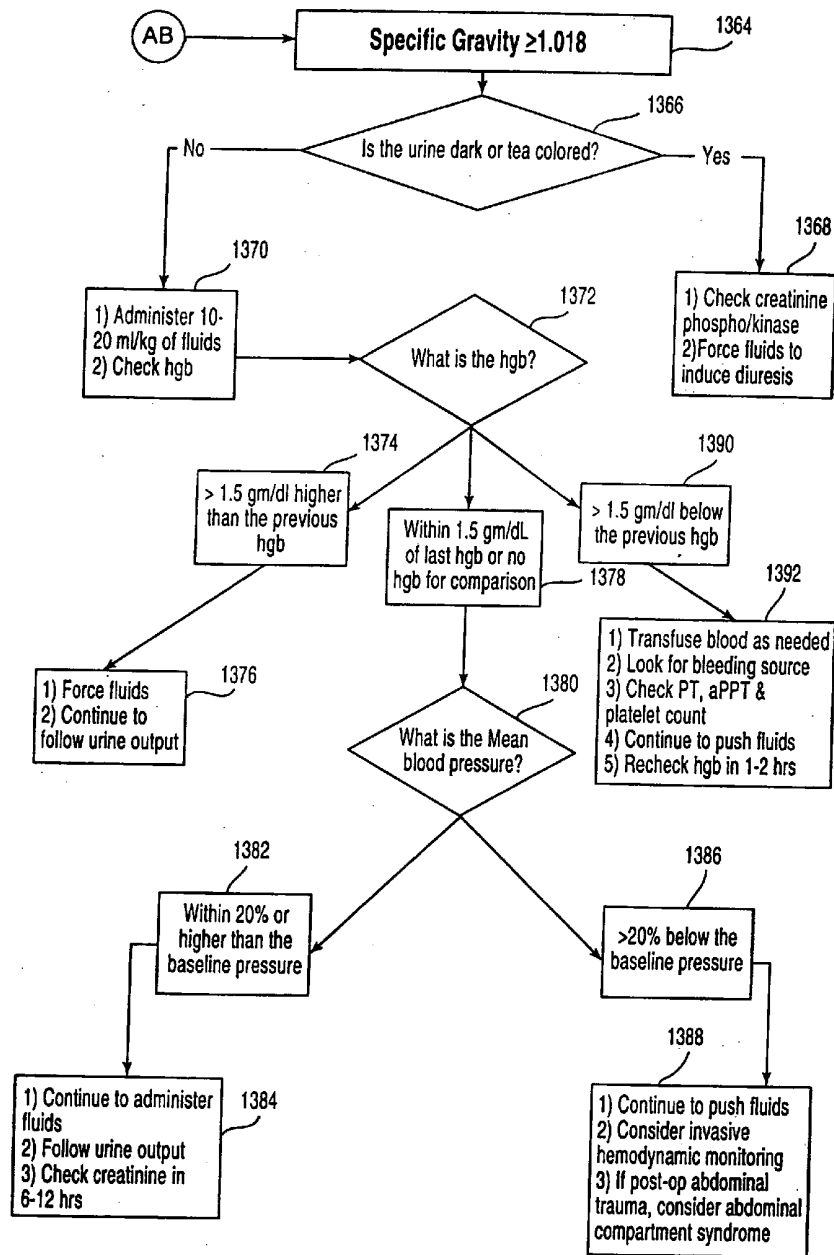 AB
Specific Gravity ≥1.018
1364
1366
Is the urine dark or tea colored?
No
Yes
1368
1) Check creatinine
phospho/kinase
2)Force fluids to
induce diuresis
1370
1) Administer 10-
20 ml/kg of fluids
2) Check hgb
1372
What is the hgb?
1374
> 1.5 gm/dl higher
than the previous
hgb
Within 1.5 gm/dL
of last hgb or no
hgb for comparison
1378
1390
> 1.5 gm/dl below
the previous hgb
1392
1) Transfuse blood as needed
2) Look for bleeding source
3) Check PT, aPPT &
platelet count
4) Continue to push fluids
5) Recheck hgb in 1-2 hrs
1) Force fluids
2) Continue to
follow urine output
1376
1380
What is the Mean
blood pressure?
1382
Within 20% or
higher than the
baseline pressure
1386
>20% below the
baseline pressure
1384
1) Continue to administer
fluids
2) Follow urine output
3) Check creatinine in
6-12 hrs
1388
1) Continue to push fluids
2) Consider invasive
hemodynamic monitoring
3) If post-op abdominal
trauma, consider abdominal
compartment syndrome